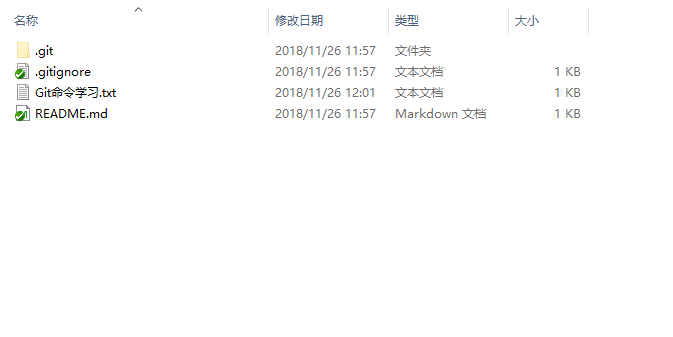 名称 修改日期 类型 大小
.git 2018/11/26 11:57 文件夹
.gitignore 2018/11/26 11:57 文本文档 1 KB
Git命令学习.txt 2018/11/26 12:01 文本文档 1 KB
README.md 2018/11/26 11:57 Markdown 文档 1 KB